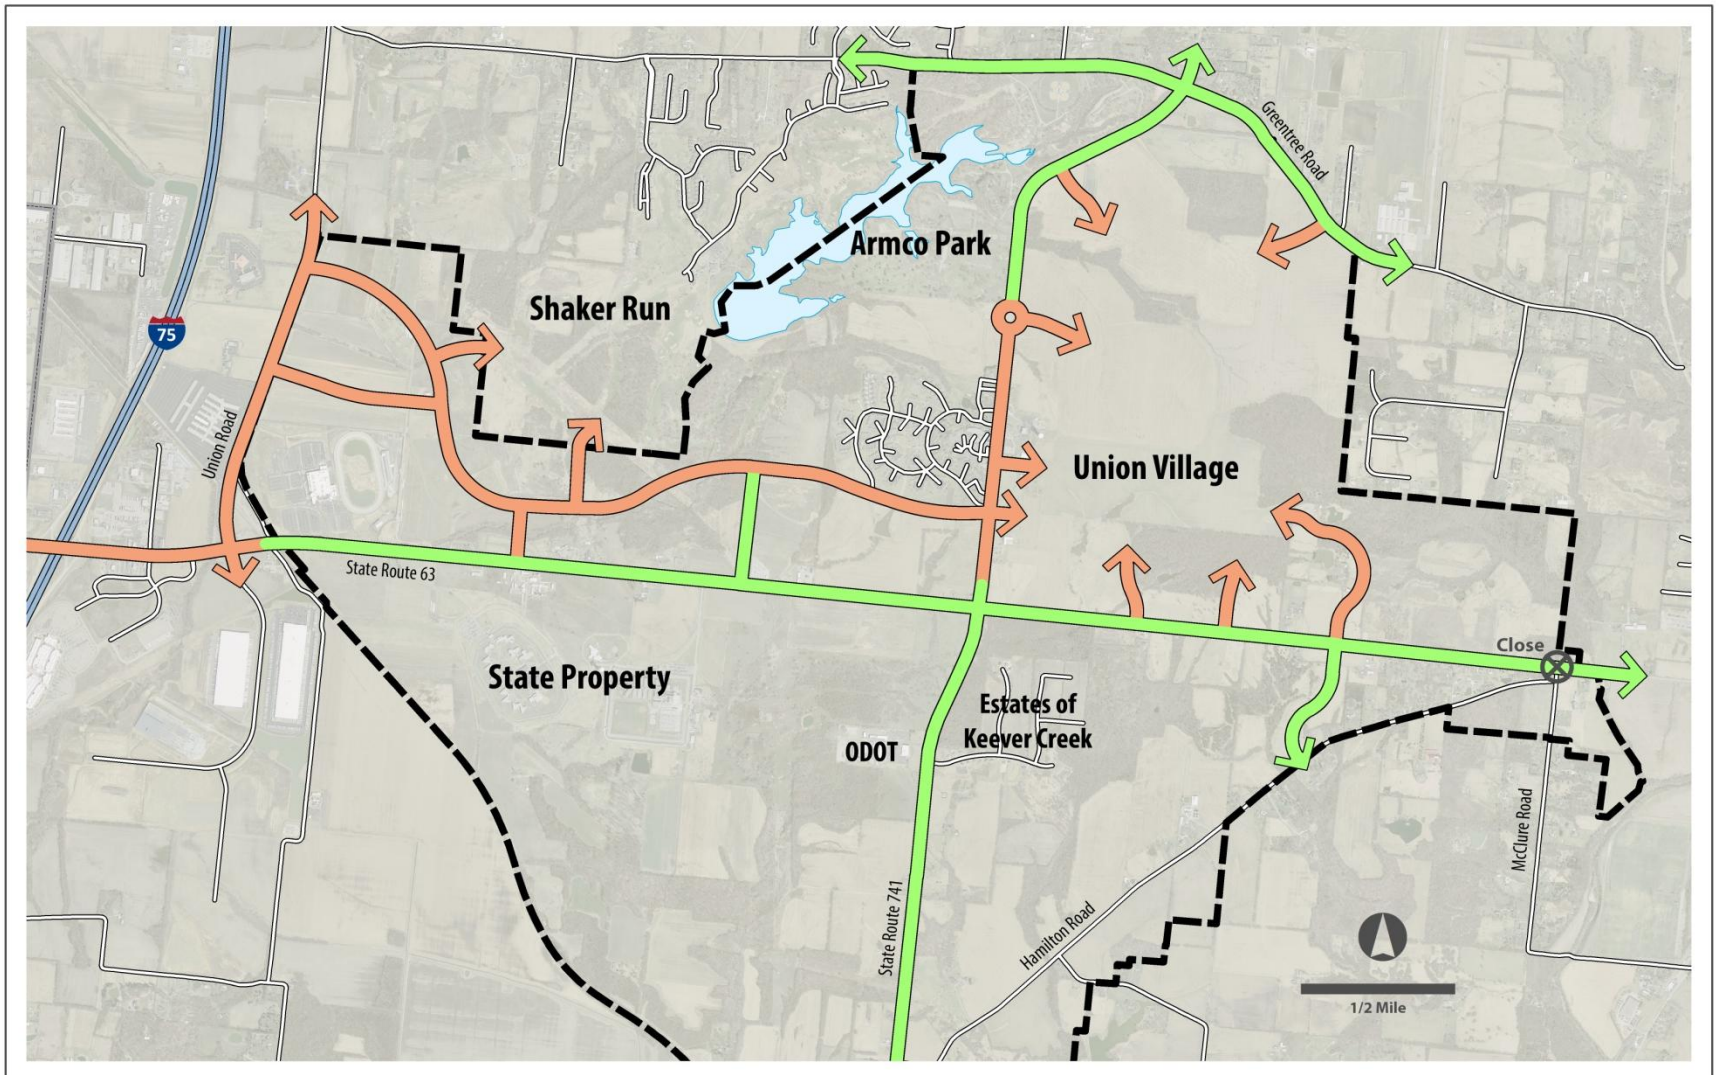 Greentree Road
Armco Park
Shaker Run
75
Union Road
Union Village
State Route 63
Close
State Property
Estates of
Keever Creek
ODOT
McClure Road
State Route 741
Hamilton Road
1/2 Mile